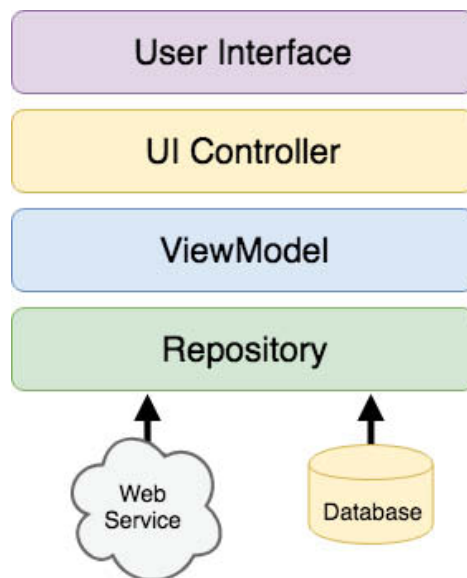 User Interface
UI Controller
ViewModel
Repository
Web
Service
Database